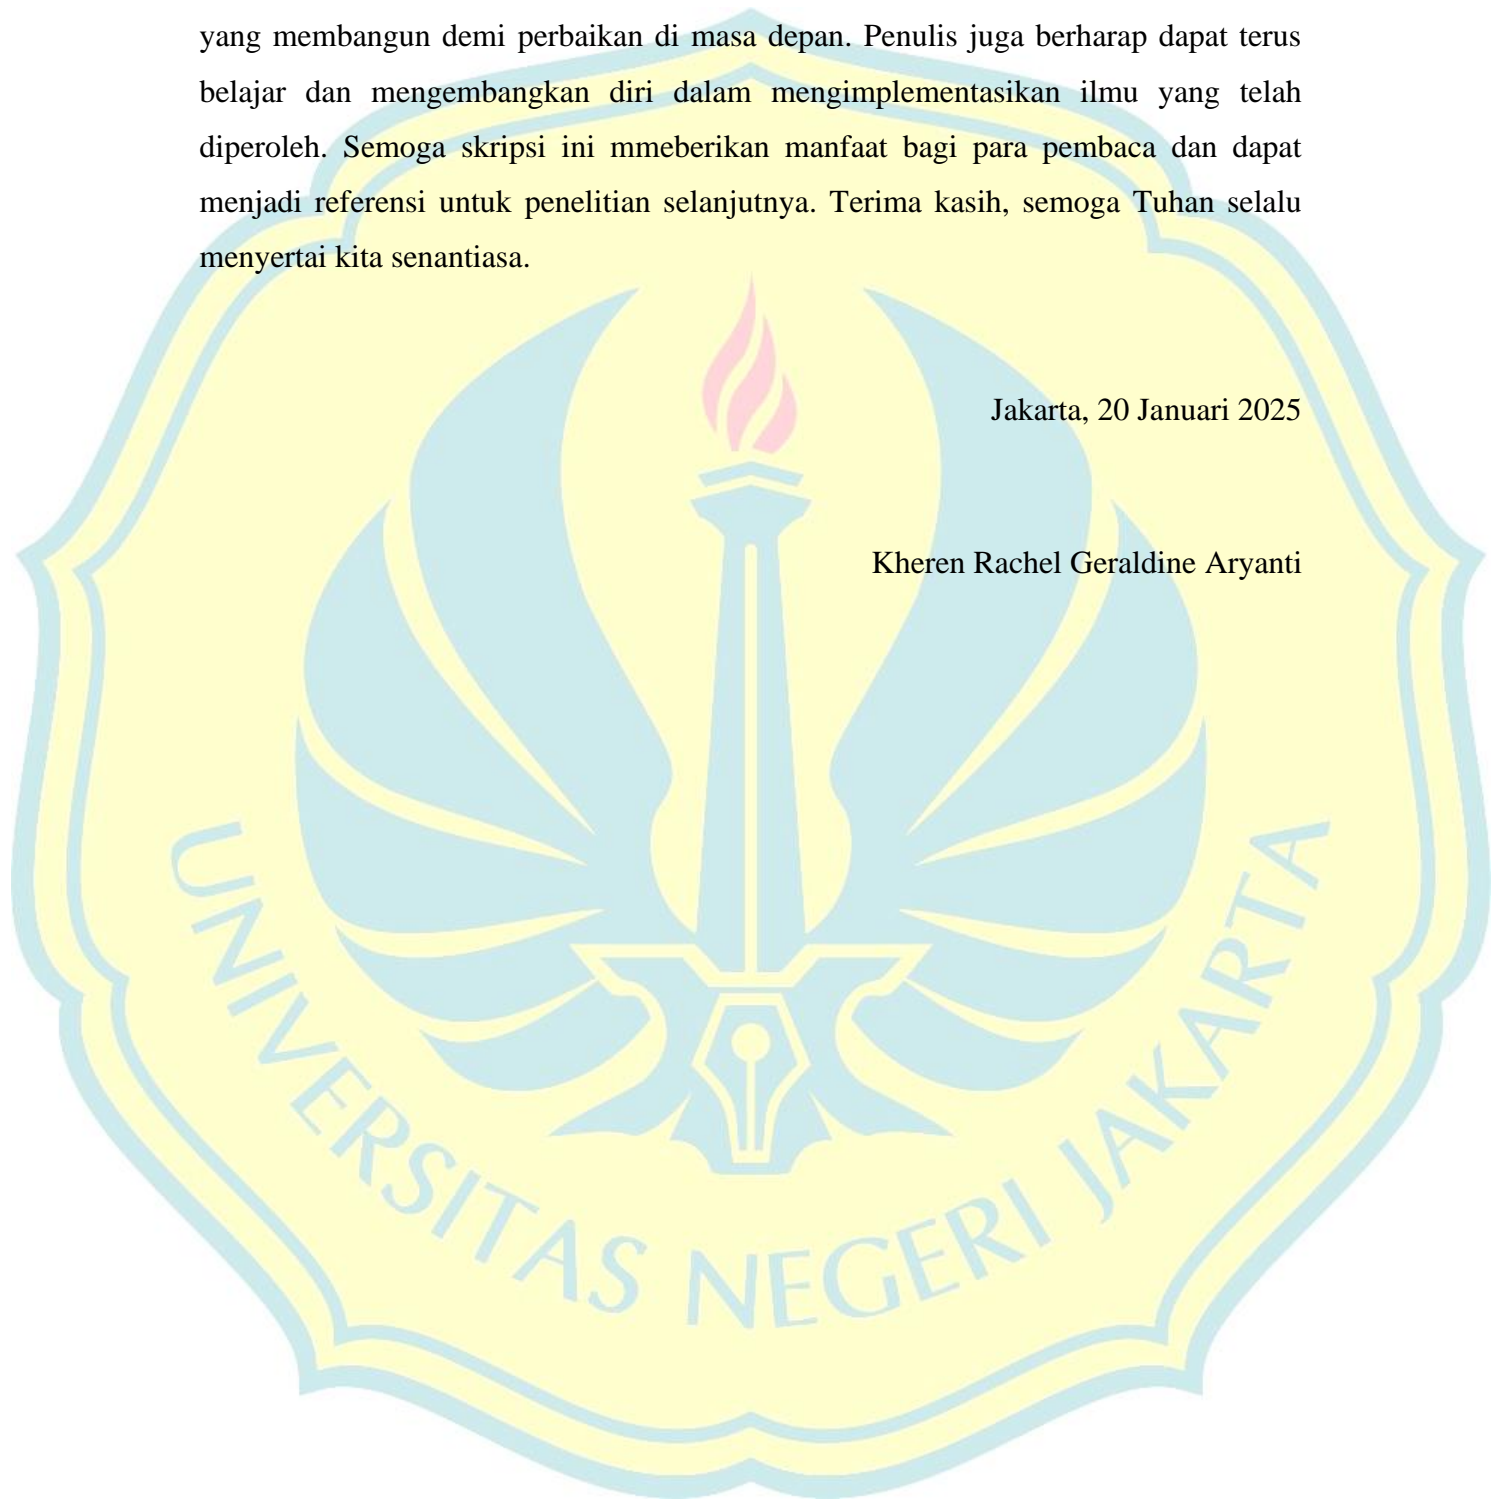 yang membangun demi perbaikan di masa depan. Penulis juga berharap dapat terus
belajar dan mengembangkan diri dalam mengimplementasikan ilmu yang telah
diperoleh. Semoga skripsi ini mmeberikan manfaat bagi para pembaca dan dapat
menjadi referensi untuk penelitian selanjutnya. Terima kasih, semoga Tuhan selalu
menyertai kita senantiasa.
Jakarta, 20 Januari 2025
Kheren Rachel Geraldine Aryanti
UNIVERSITAS NEGERI JAKARTA